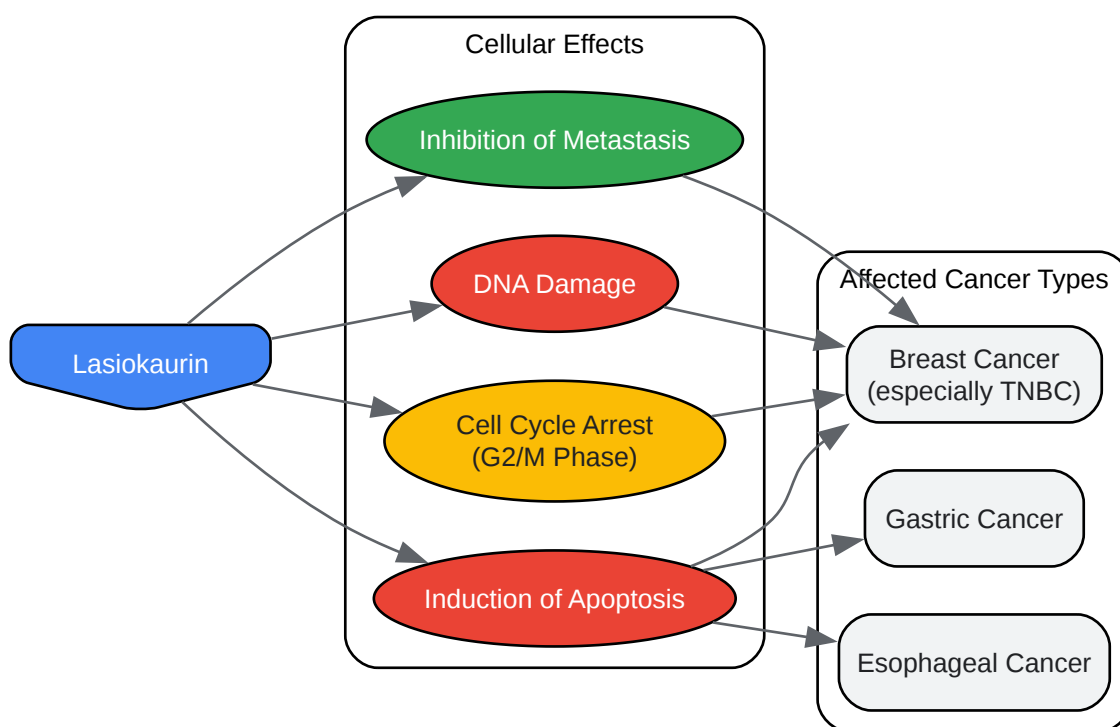 Cellular Effects
Inhibition of Metastasis
DNA Damage
Affected Cancer Types
Lasiokaurin
Breast Cancer
(especially TNBC)
Cell Cycle Arrest
(G2/M Phase)
Gastric Cancer
Induction of Apoptosis
Esophageal Cancer